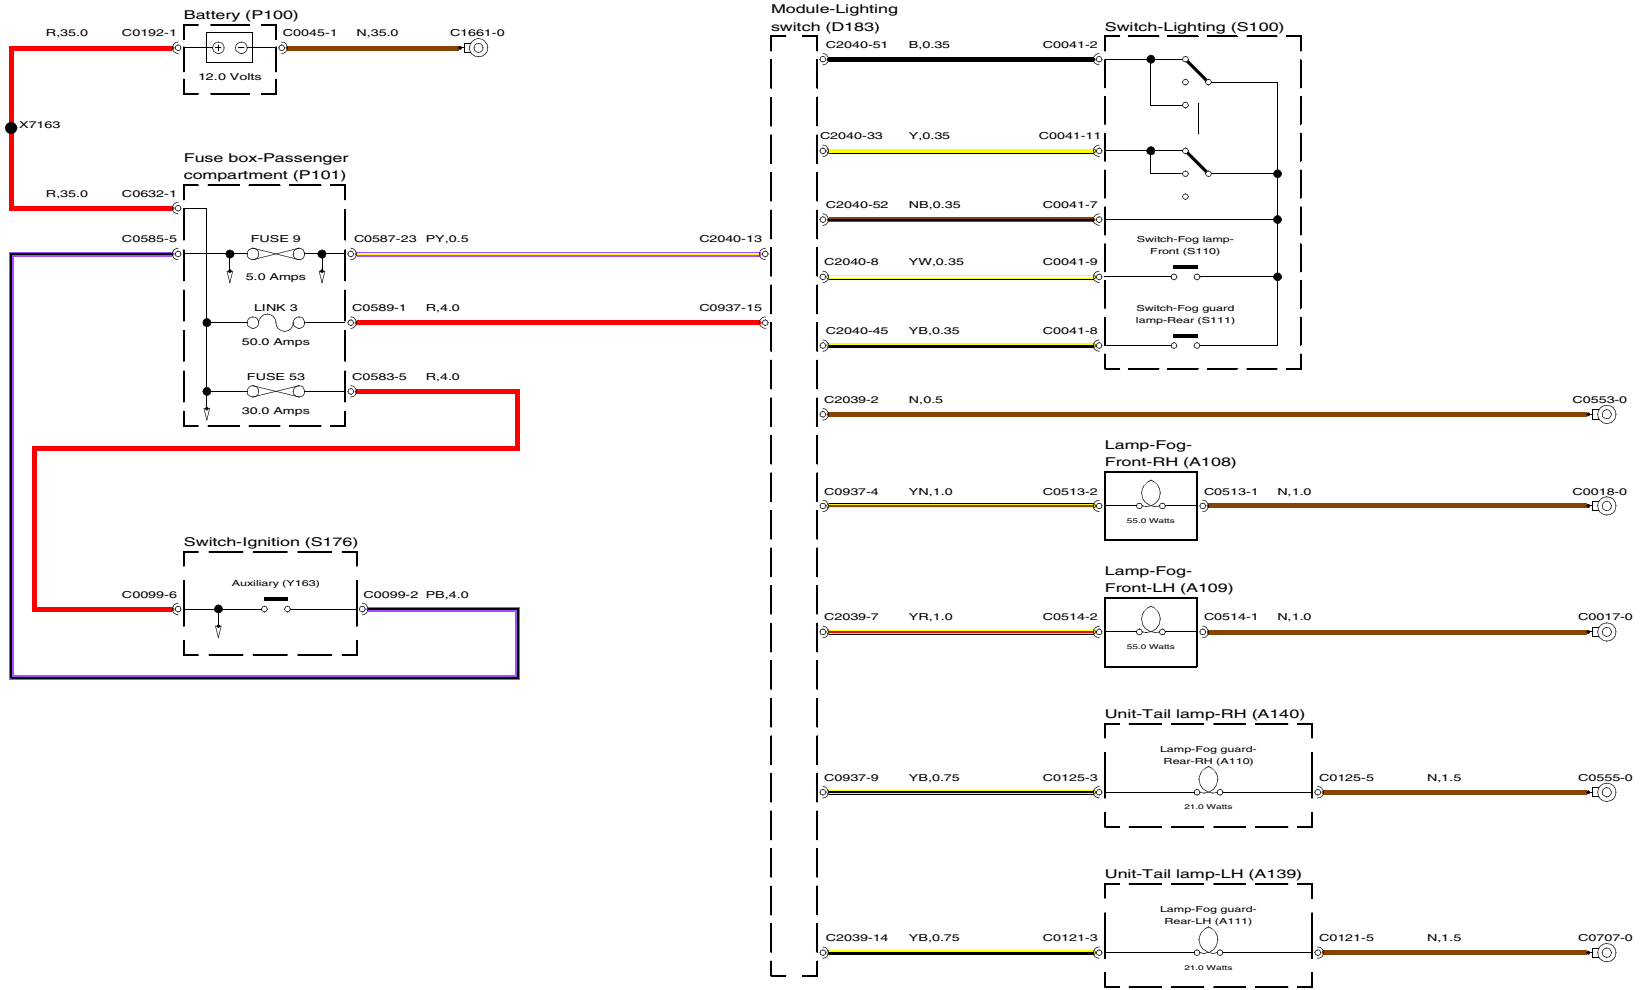 Battery (P100)
R,35.0 C0192-1 C0045-1 N,35.0 C1661-0
12.0 Volts
X7163
Fuse box-Passenger
compartment (P101)
R,35.0 C0632-1
C0585-5 FUSE 9 C0587-23 PY,0.5 C2040-13
5.0 Amps
LINK 3 C0589-1 R,4.0 C0937-15
50.0 Amps
FUSE 53 C0583-5 R,4.0
30.0 Amps
Switch-Ignition (S176)
Auxiliary (Y163)
C0099-6 C0099-2 PB,4.0
Module-Lighting
switch (D183)
Switch-Lighting (S100)
C2040-51 B,0.35 C0041-2
C2040-33 Y,0.35 C0041-11
C2040-52 NB,0.35 C0041-7
Switch-Fog lamp-
Front (S110)
C2040-8 YW,0.35 C0041-9
Switch-Fog guard
lamp-Rear (S111)
C2040-45 YB,0.35 C0041-8
C2039-2 N,0.5 C0553-0
Lamp-Fog-
Front-RH (A108)
C0937-4 YN,1.0 C0513-2 C0513-1 N,1.0 C0018-0
55.0 Watts
Lamp-Fog-
Front-LH (A109)
C2039-7 YR,1.0 C0514-2 C0514-1 N,1.0 C0017-0
55.0 Watts
Unit-Tail lamp-RH (A140)
Lamp-Fog guard-
Rear-RH (A110)
C0937-9 YB,0.75 C0125-3 C0125-5 N,1.5 C0555-0
21.0 Watts
Unit-Tail lamp-LH (A139)
Lamp-Fog guard-
Rear-LH (A111)
C2039-14 YB,0.75 C0121-3 C0121-5 N,1.5 C0707-0
21.0 Watts